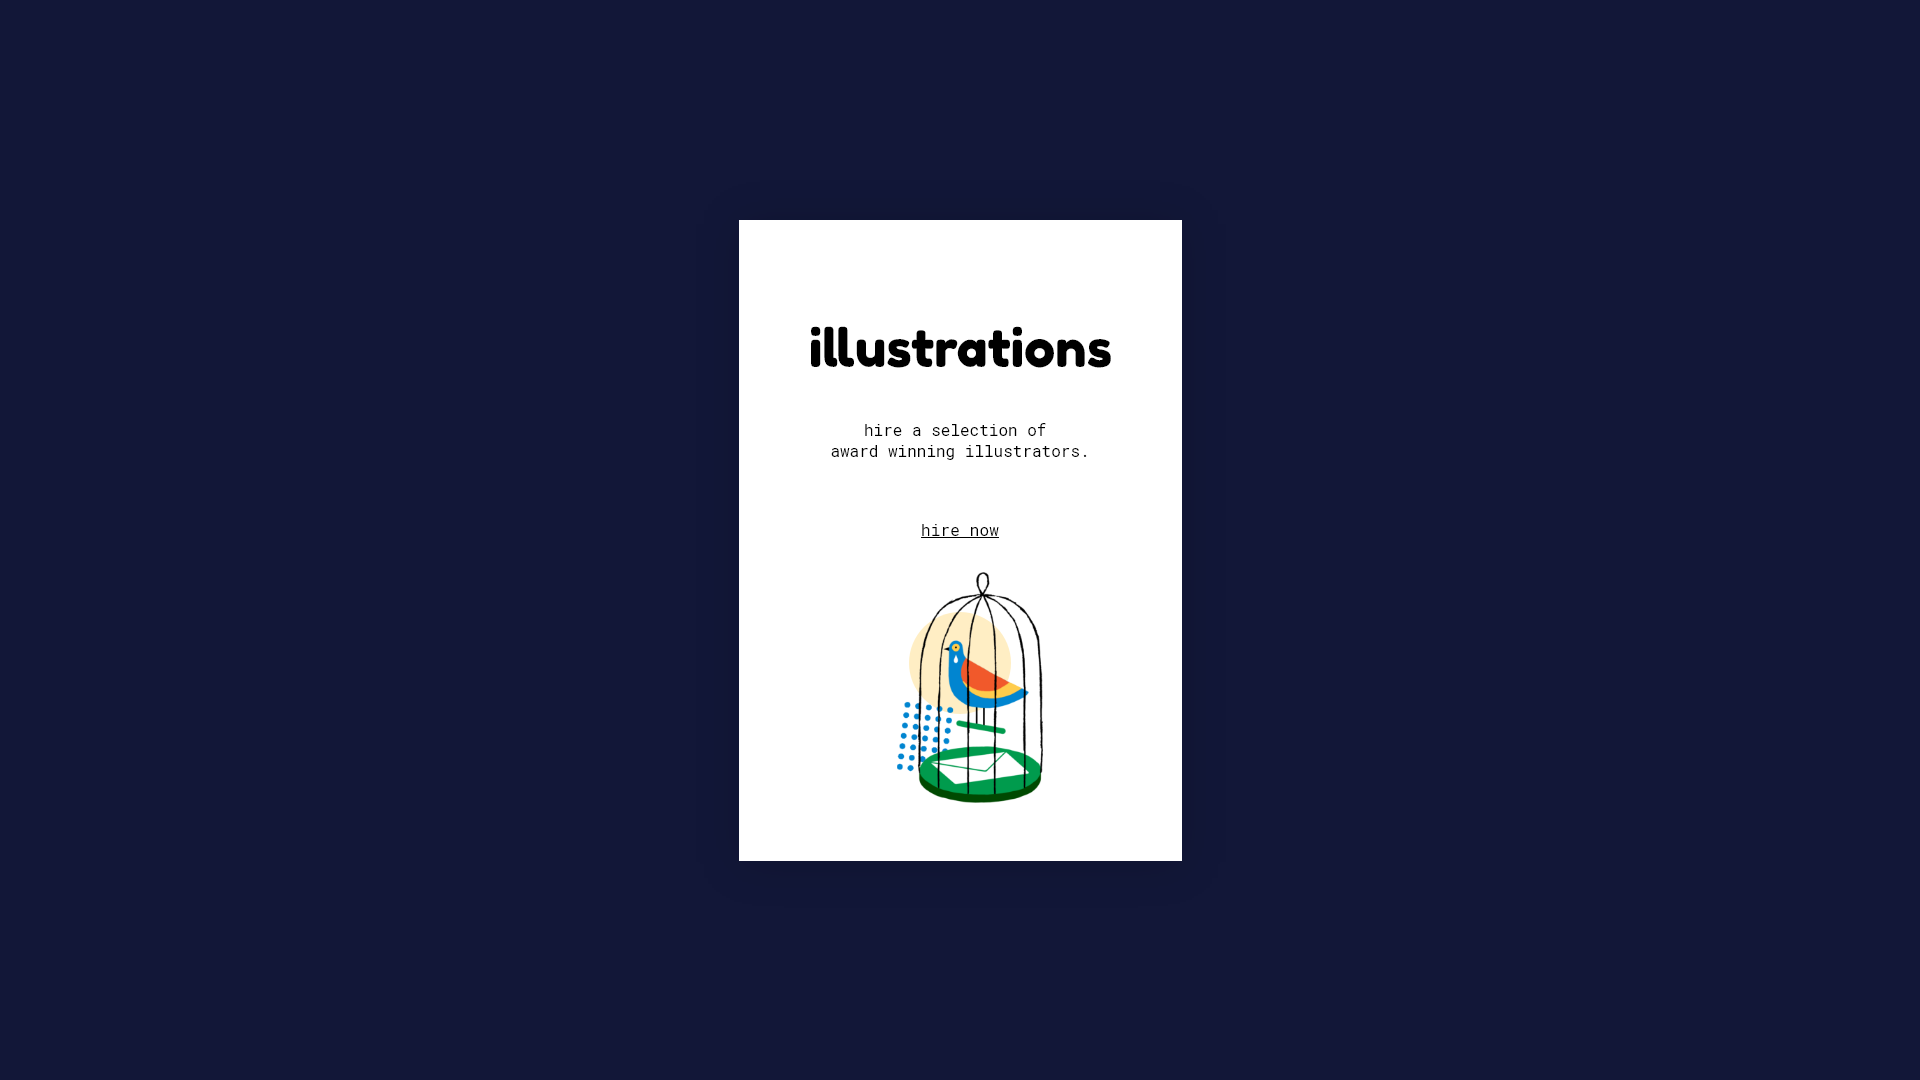 illustrations
hire a selection of
award winning illustrators.
hire now